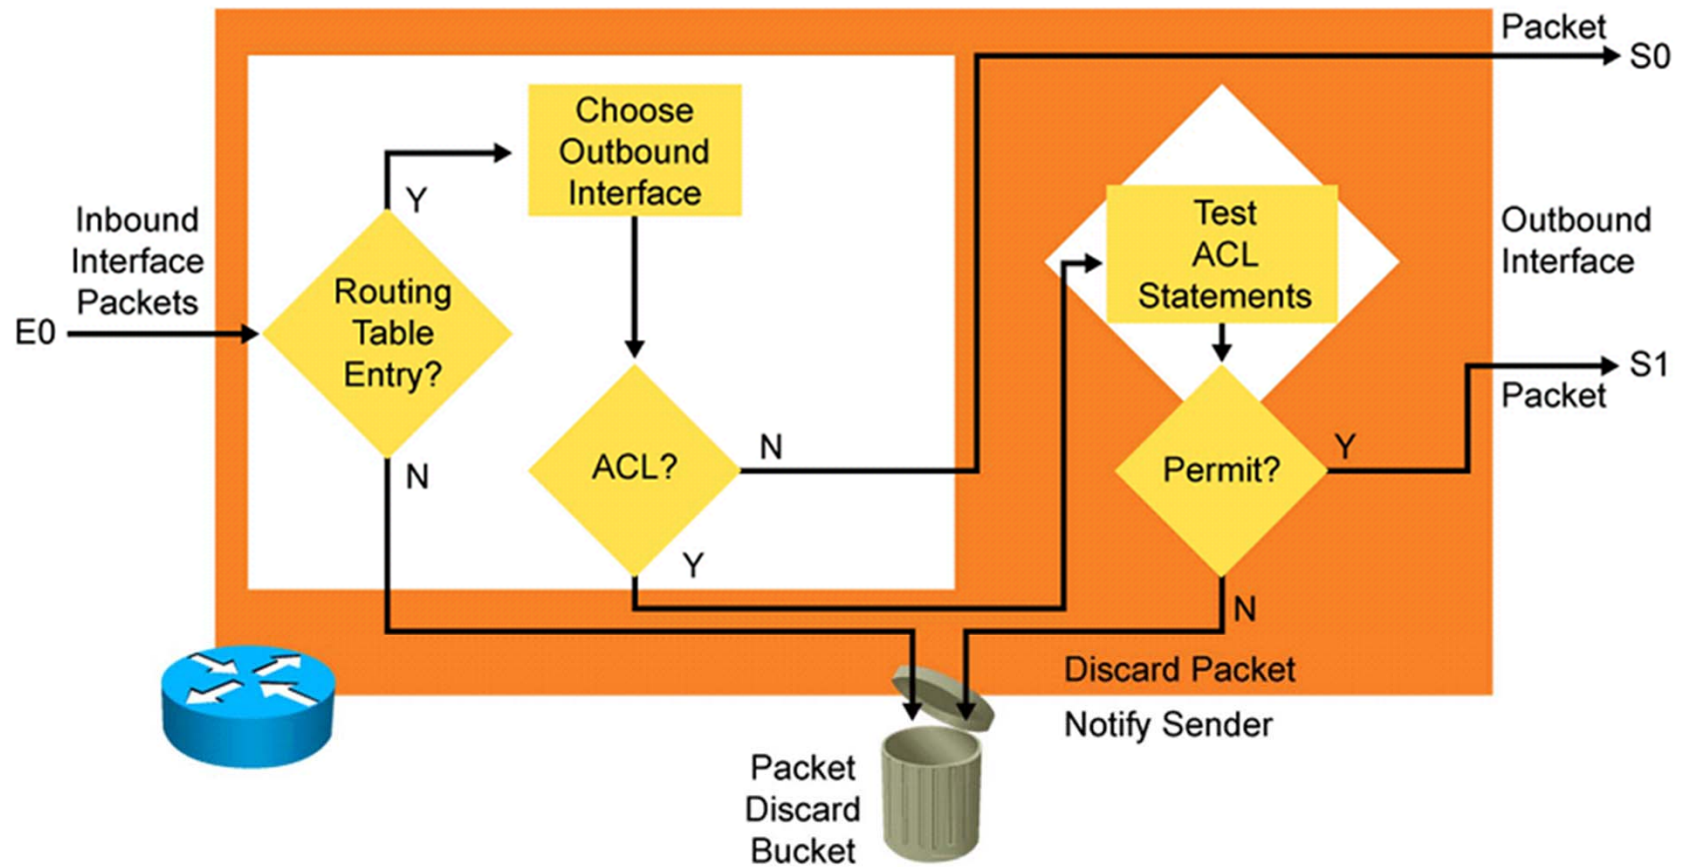 Packet
S0
Choose
Outbound
Interface
Y
Inbound
Interface
Packets
E0
Routing
Table
Entry?
N
ACL?
N
Y
Test
ACL
Statements
Outbound
Interface
S1
Packet
Permit?
Y
N
Discard Packet
Notify Sender
Packet
Discard
Bucket